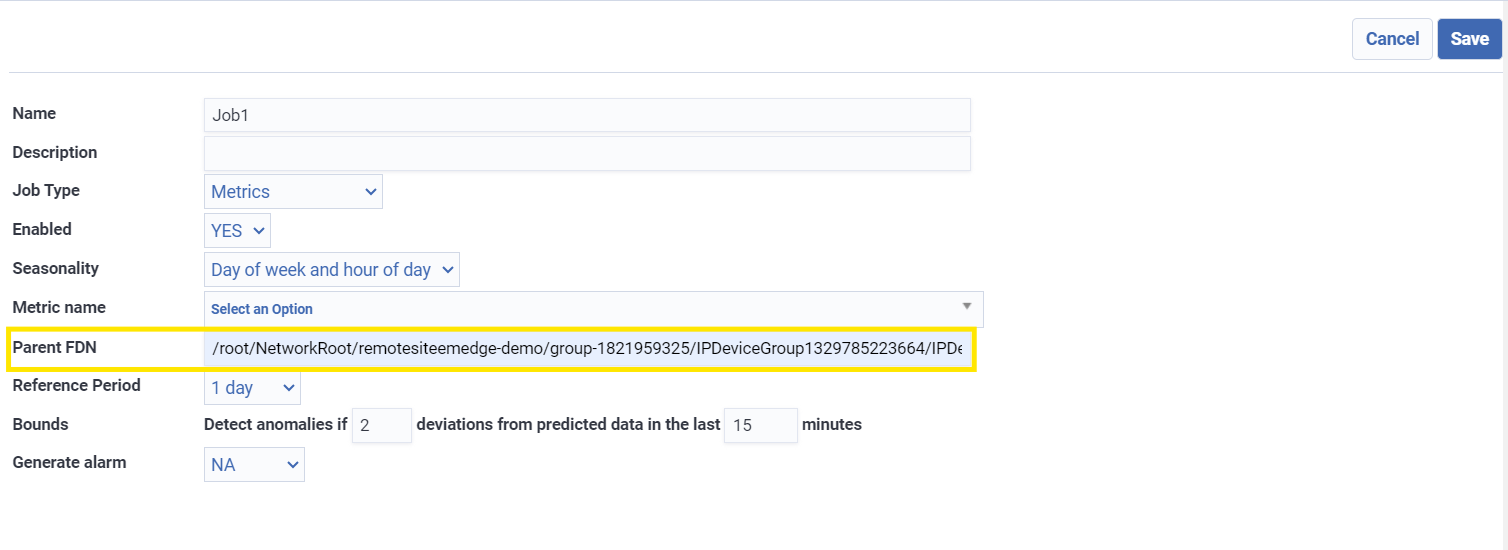 Cancel Save
Name Job1
Description
Job Type Metrics
Enabled YES
Seasonality Day of week and hour of day
Metric name Select an Option
Parent FDN /root/NetworkRoot/remotesiteemedge-demo/group-1821959325/IPDeviceGroup1329785223664/IPDe
Reference Period 1 day
Bounds Detect anomalies if 2 deviations from predicted data in the last 15 minutes
Generate alarm NA